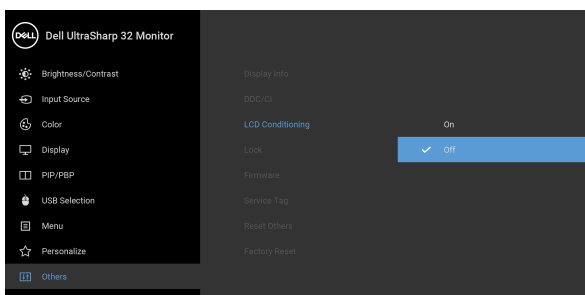 DELL
Dell UltraSharp 32 Monitor
Brightness/Contrast
Input Source
Color
Display
PIP/PBP
USB Selection
Menu
Personalize
Others
Display Info
DDC/CI
LCD Conditioning
Lock
Firmware
Service Tag
Reset Others
Factory Reset
On
Off